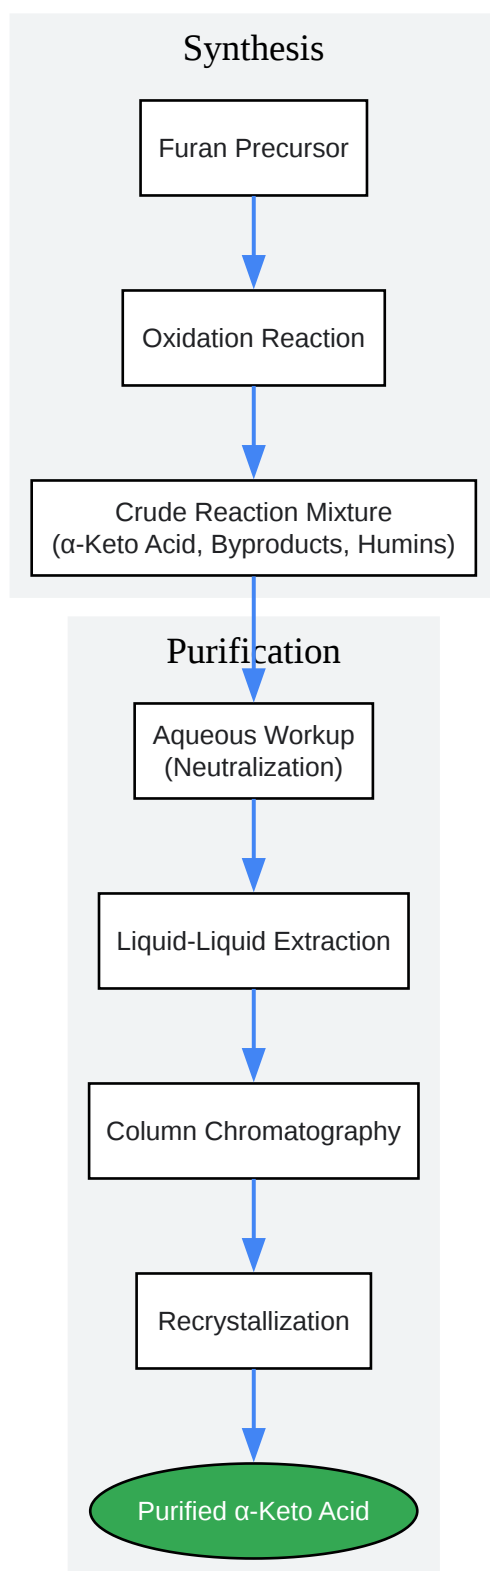 Synthesis
Furan Precursor
Oxidation Reaction
Crude Reaction Mixture
(α-Keto Acid, Byproducts, Humins)
Purification
Aqueous Workup
(Neutralization)
Liquid-Liquid Extraction
Column Chromatography
Recrystallization
Purified α-Keto Acid